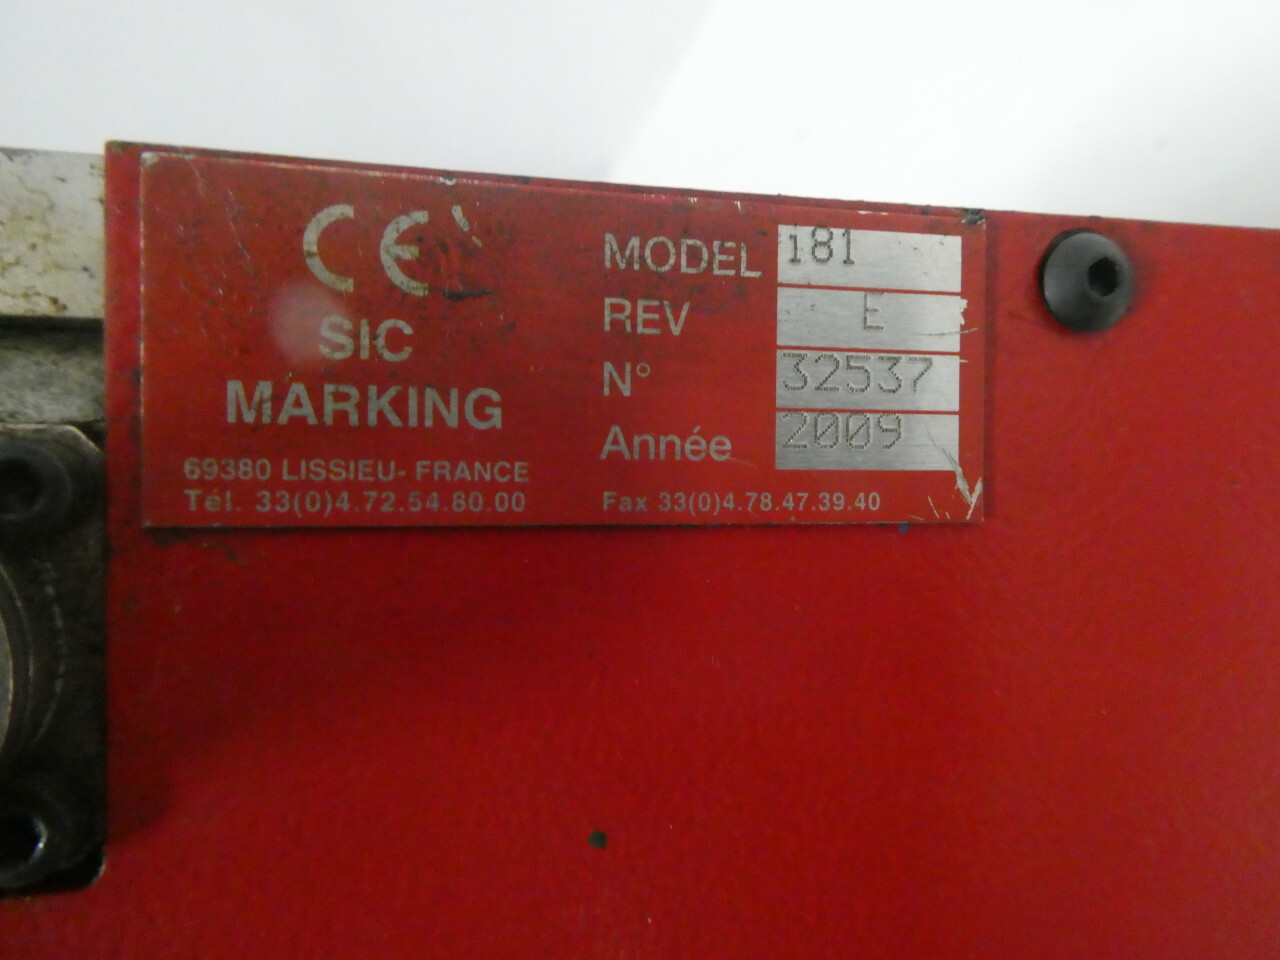 CE
SIC
MARKING
69380 LISSIEU- FRANCE
Tél. 33(0)4.72.54.80.00
MODEL i81
REV E
N° 32537
Année 2009
Fax 33(0)4.78.47.39.40